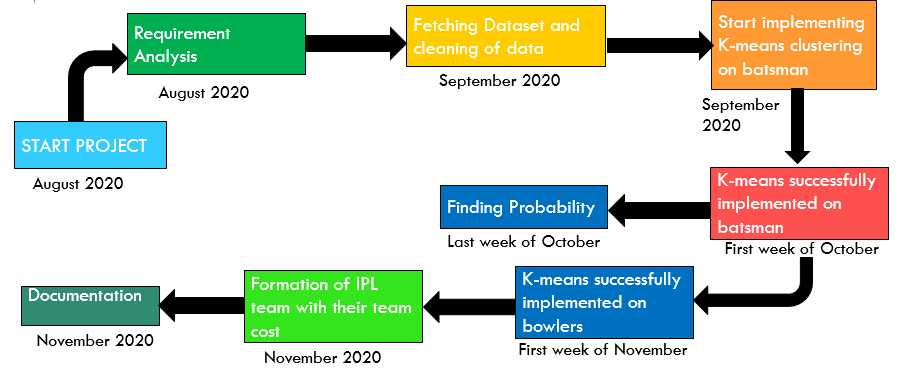 START PROJECT
August 2020
Requirement
Analysis
August 2020
Fetching Dataset and
cleaning of data
September 2020
Start implementing
K-means clustering
on batsman
September
2020
K-means successfully
implemented on
batsman
First week of October
Finding Probability
Last week of October
K-means successfully
implemented on
bowlers
First week of November
Formation of IPL
team with their team
cost
November 2020
Documentation
November 2020